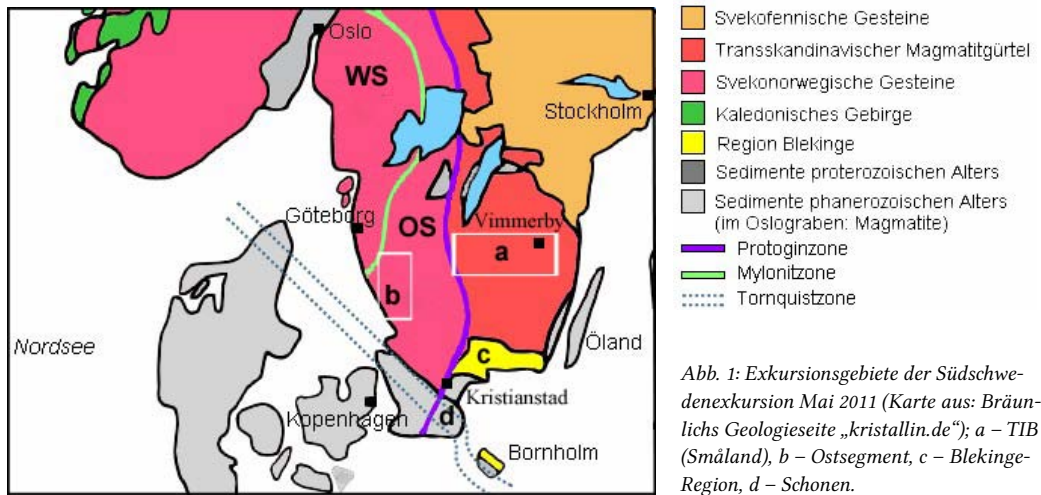 Oslo
WS
Stockholm
Göteborg
OS
Vimmerby
a
b
Nordsee
c
Öland
Kristianstad
Kopenhagen
d
Bornholm
Svekofennische Gesteine
Transskandinavischer Magmatitgürtel
Svekonorwegische Gesteine
Kaledonisches Gebirge
Region Blekinge
Sedimente proterozoischen Alters
Sedimente phanerozoischen Alters
(im Oslograben: Magmatite)
Protoginzone
Mylonitzone
Tornquistzone
Abb. 1: Exkursionsgebiete der Südschwe-
denexkursion Mai 2011 (Karte aus: Bräun-
lichs Geologieseite „kristallin.de“); a – TIB
(Småland), b – Ostsegment, c – Blekinge-
Region, d – Schonen.